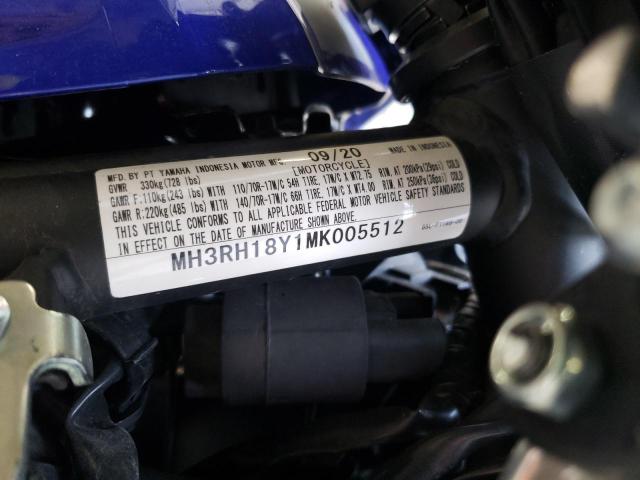 MFD. BY PT YAMAHA INDONESIA MOTOR MFG 09/20 MADE IN INDONESIA
GVWR 330kg(728 lbs) [MOTORCYCLE]
GAWR F:110kg(243 lbs) WITH 110/70R-17M/C 54H TIRE, 17M/C X MT2.75 RIM, AT 200kPa(29psi) COLD
GAWR R:220kg(485 lbs) WITH 140/70R-17M/C 66H TIRE, 17M/C X MT4.00 RIM, AT 250kPa(36psi) COLD
THIS VEHICLE CONFORMS TO ALL APPLICABLE FEDERAL MOTOR VEHICLE SAFETY STANDARDS
IN EFFECT ON THE DATE OF MANUFACTURE SHOWN ABOVE.
MH3RH18Y1MK005512